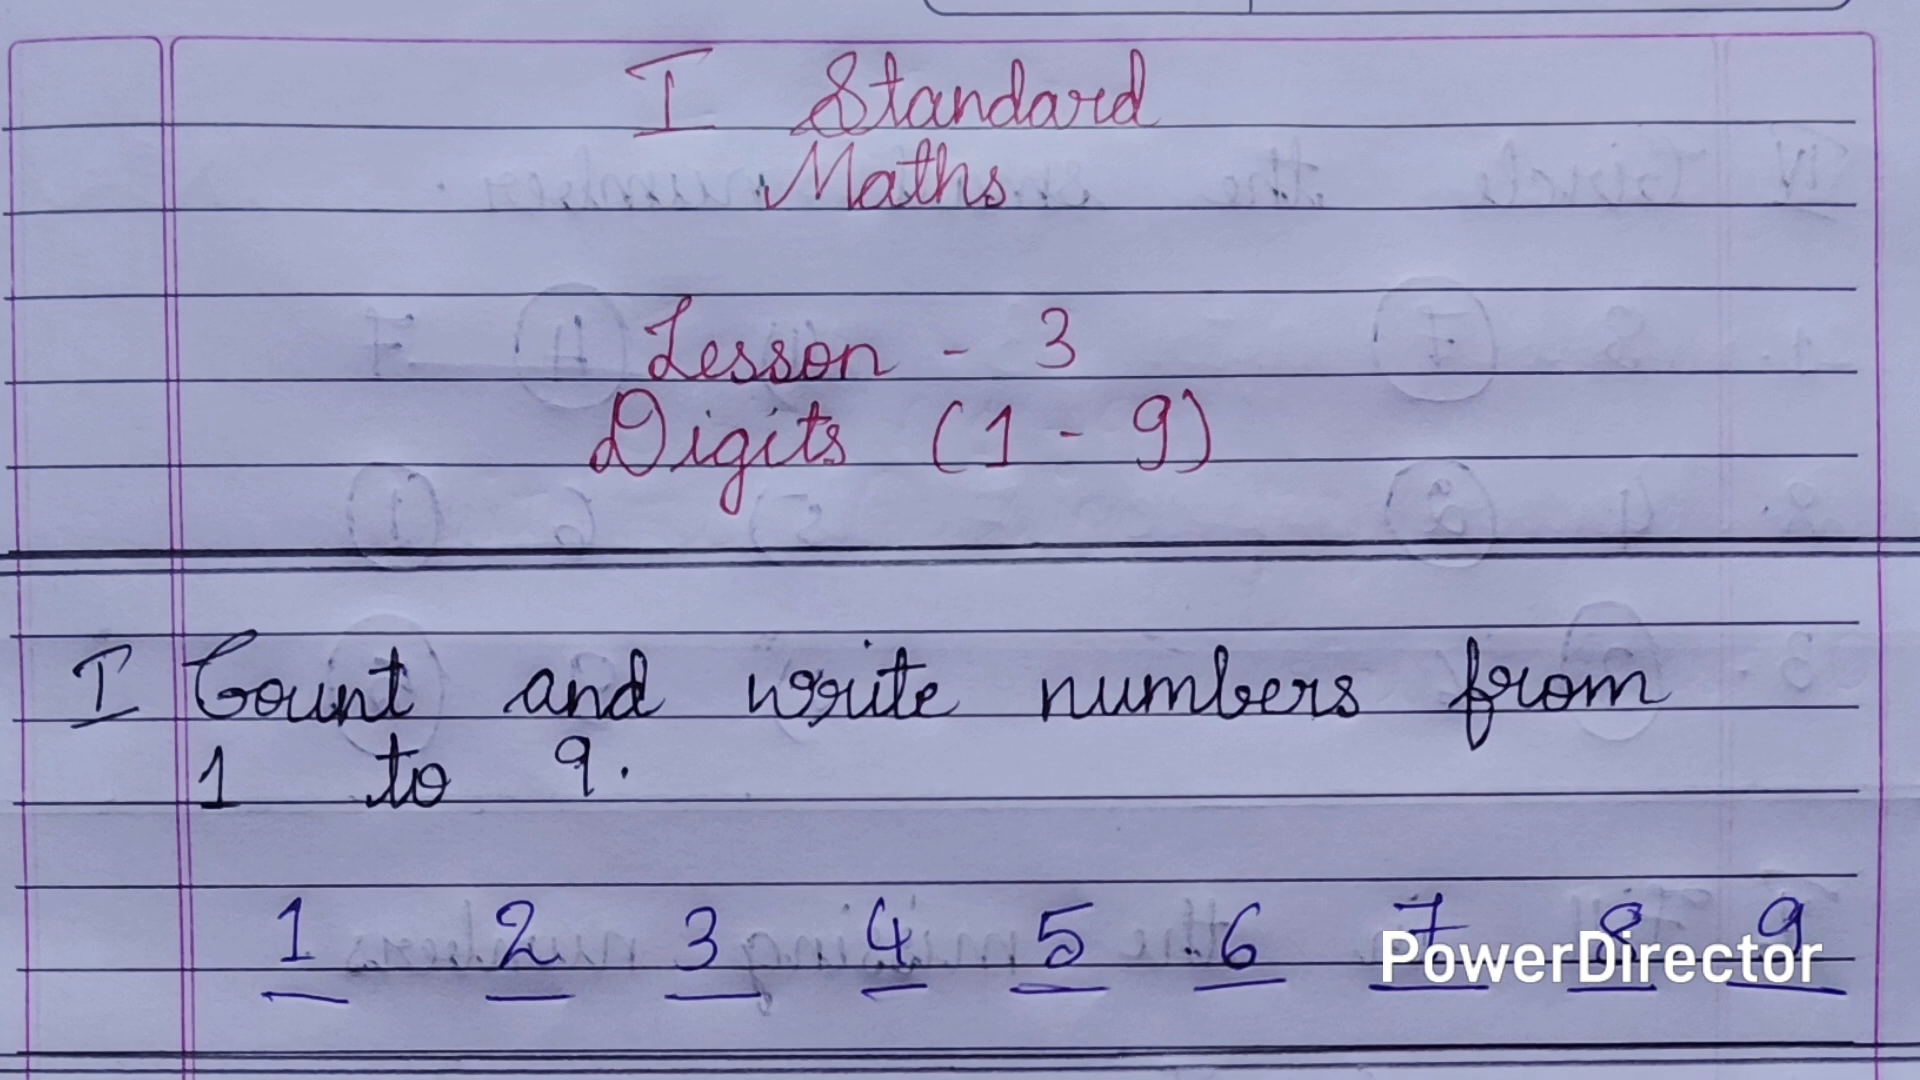 I Standard
Maths
Lesson - 3
Digits (1 - 9)
I Count and write numbers from
1 to 9.
1 2 3 4 5 6 7 8 9
PowerDirector